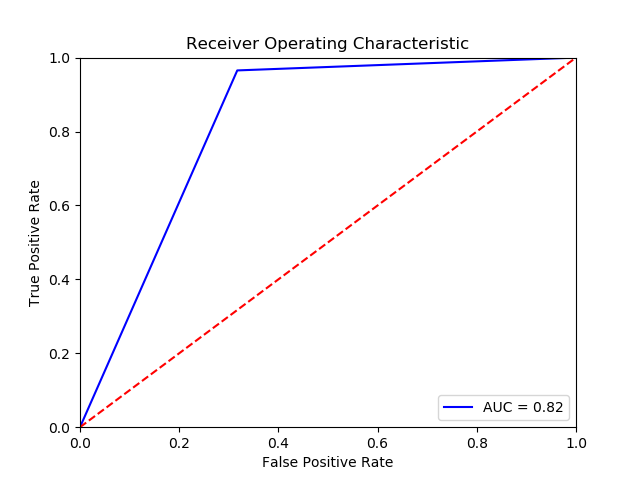 Receiver Operating Characteristic
True Positive Rate
1.0
0.8
0.6
0.4
0.2
0.0
AUC = 0.82
0.0 0.2 0.4 0.6 0.8 1.0
False Positive Rate